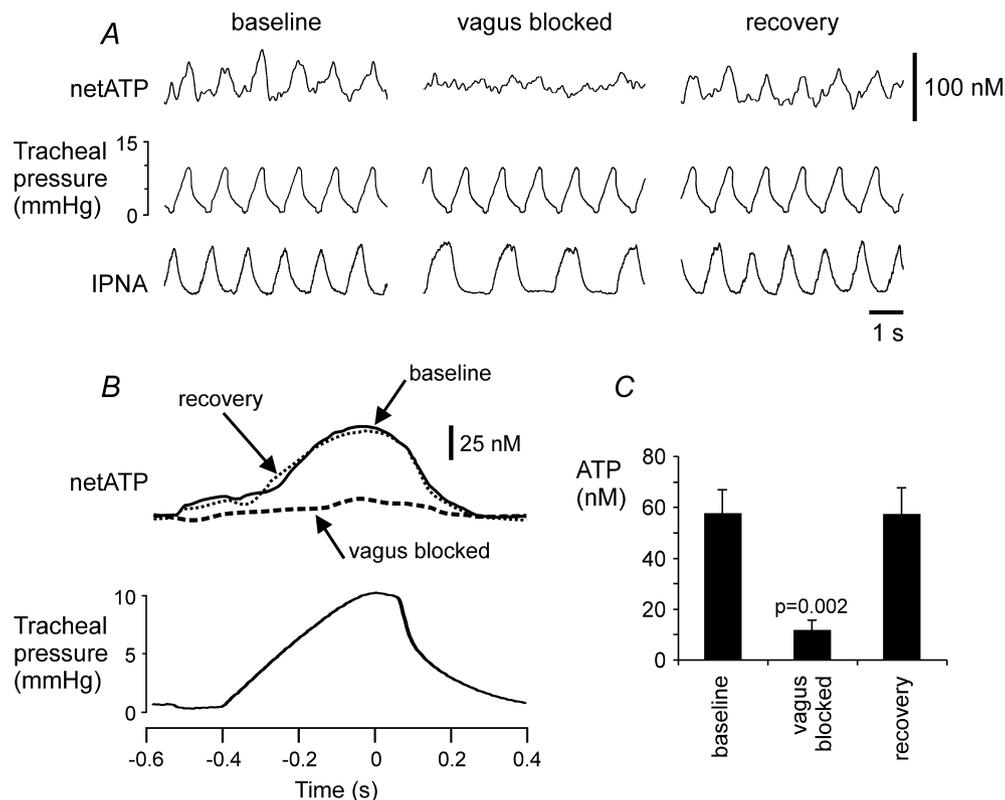 A
baseline
vagus blocked
recovery
netATP
100 nM
Tracheal
pressure
(mmHg)
15
0
IPNA
1 s
B
recovery
baseline
25 nM
netATP
vagus blocked
Tracheal
pressure
(mmHg)
10
5
0
-0.6
-0.4
-0.2
0
0.2
0.4
Time (s)
C
ATP
(nM)
80
60
40
20
0
p=0.002
baseline
vagus
blocked
recovery